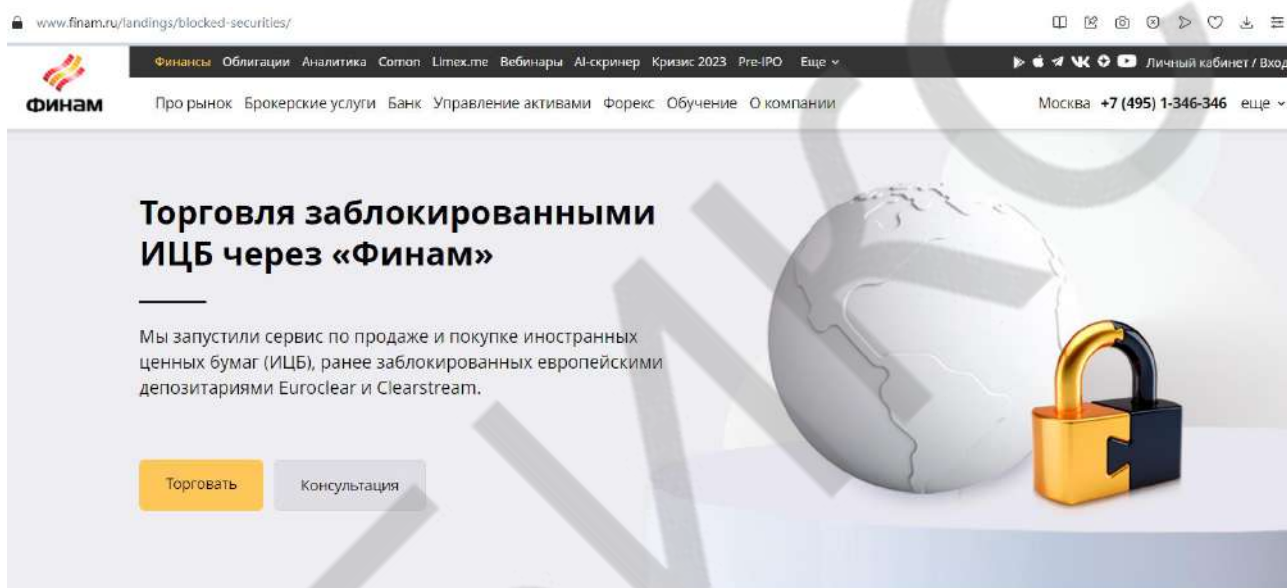 www.finam.ru/landings/blocked-securities/
Финансы Облигации Аналитика Comon Limex.me Вебинары AI-скринер Кризис 2023 Pre-IPO Еще
Личный кабинет / Вход
ФИНАМ
Про рынок Брокерские услуги Банк Управление активами Форекс Обучение О компании
Москва +7 (495) 1-346-346 еще
Торговля заблокированными
ИЦБ через «Финам»
Мы запустили сервис по продаже и покупке иностранных
ценных бумаг (ИЦБ), ранее заблокированных европейскими
депозитариями Euroclear и Clearstream.
Торговать
Консультация